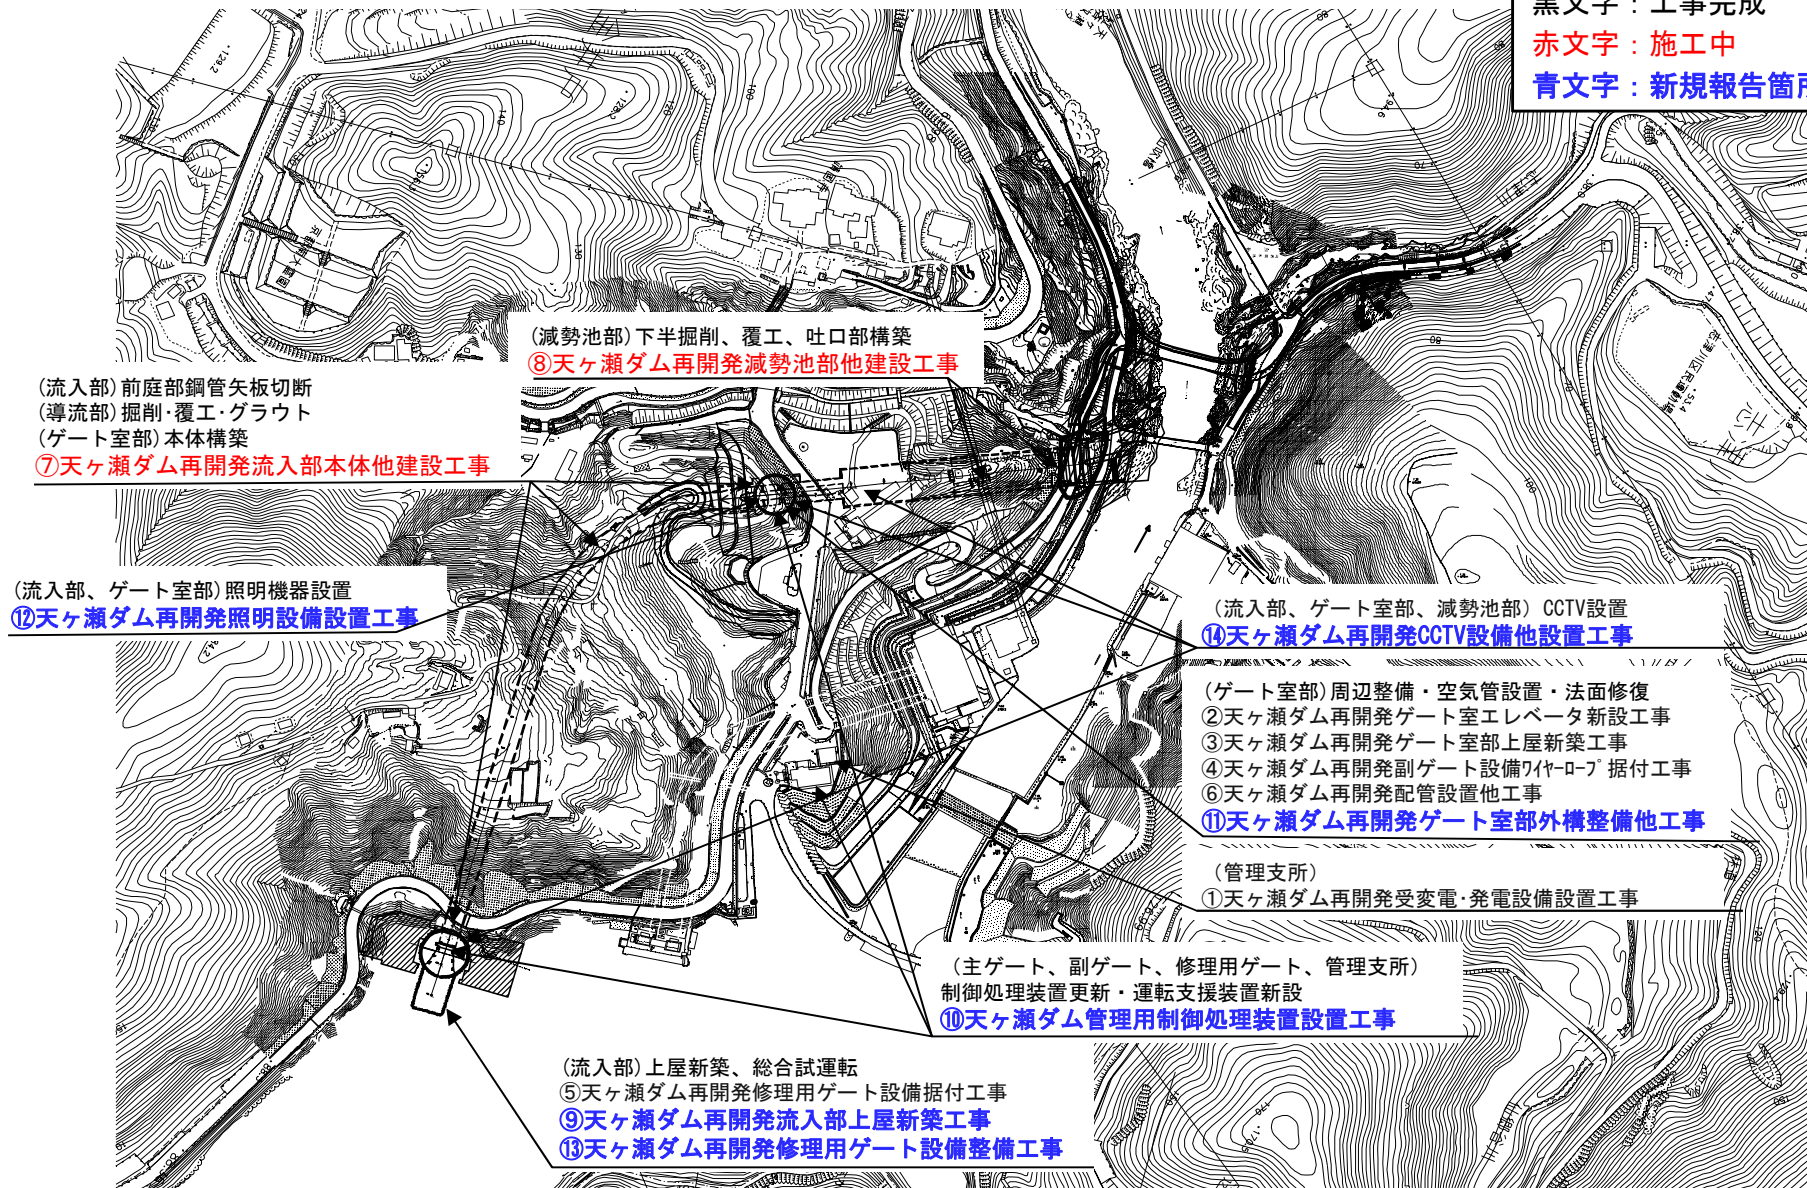 黒文字：工事完成
赤文字：施工中
青文字：新規報告箇所
(減勢池部)下半掘削、覆工、吐口部構築
⑧天ヶ瀬ダム再開発減勢池部他建設工事
(流入部)前庭部鋼管矢板切断
(導流部)掘削･覆工･グラウト
(ゲート室部)本体構築
⑦天ヶ瀬ダム再開発流入部本体他建設工事
(流入部、ゲート室部)照明機器設置
⑫天ヶ瀬ダム再開発照明設備設置工事
(流入部、ゲート室部、減勢池部) CCTV設置
⑭天ヶ瀬ダム再開発CCTV設備他設置工事
(ゲート室部)周辺整備・空気管設置・法面修復
②天ヶ瀬ダム再開発ゲート室エレベータ新設工事
③天ヶ瀬ダム再開発ゲート室部上屋新築工事
④天ヶ瀬ダム再開発副ゲート設備ﾜｲﾔｰﾛｰﾌﾟ据付工事
⑥天ヶ瀬ダム再開発配管設置他工事
⑪天ヶ瀬ダム再開発ゲート室部外構整備他工事
(管理支所)
①天ヶ瀬ダム再開発受変電･発電設備設置工事
(主ゲート、副ゲート、修理用ゲート、管理支所)
制御処理装置更新・運転支援装置新設
⑩天ヶ瀬ダム管理用制御処理装置設置工事
(流入部)上屋新築、総合試運転
⑤天ヶ瀬ダム再開発修理用ゲート設備据付工事
⑨天ヶ瀬ダム再開発流入部上屋新築工事
⑬天ヶ瀬ダム再開発修理用ゲート設備整備工事